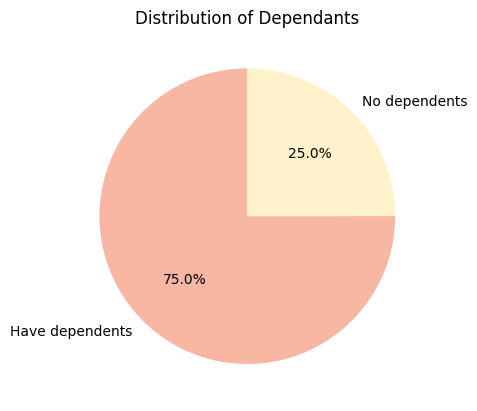 Distribution of Dependants
No dependents
25.0%
75.0%
Have dependents